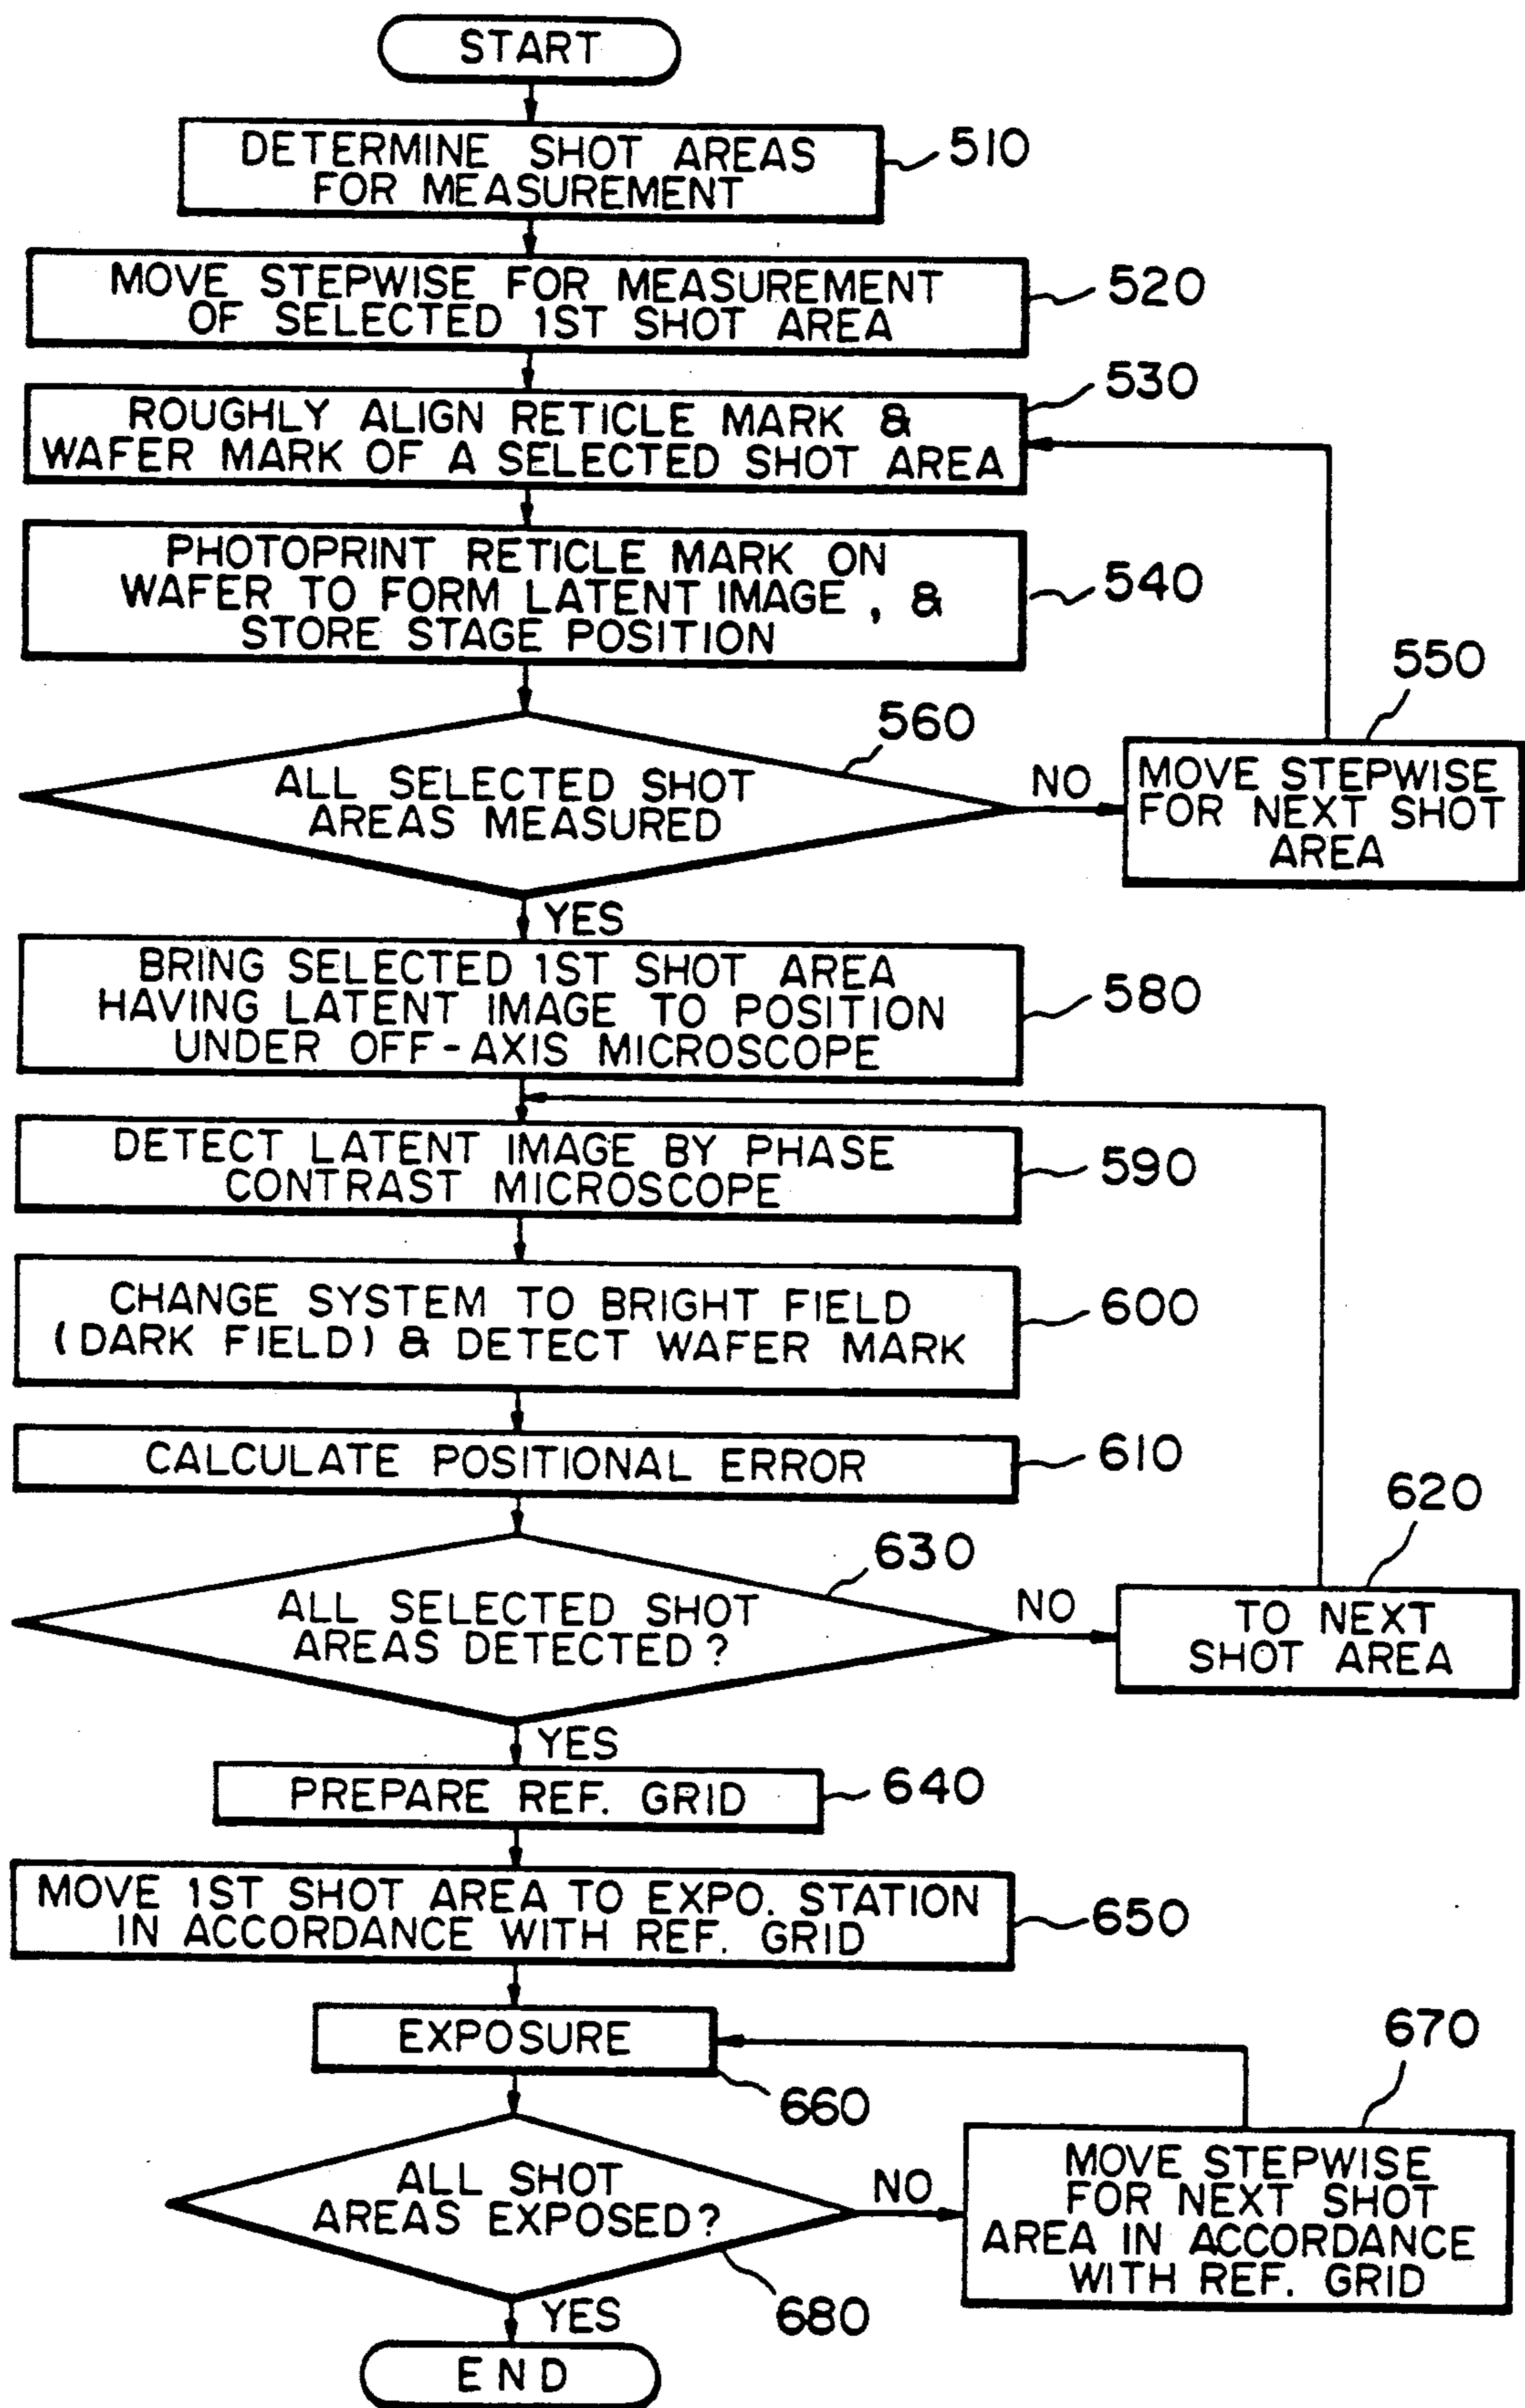 START
DETERMINE SHOT AREAS
FOR MEASUREMENT
510
MOVE STEPWISE FOR MEASUREMENT
OF SELECTED 1ST SHOT AREA
520
530
ROUGHLY ALIGN RETICLE MARK &
WAFER MARK OF A SELECTED SHOT AREA
PHOTOPRINT RETICLE MARK ON
WAFER TO FORM LATENT IMAGE, &
STORE STAGE POSITION
540
550
560
ALL SELECTED SHOT
AREAS MEASURED
NO
MOVE STEPWISE
FOR NEXT SHOT
AREA
YES
BRING SELECTED 1ST SHOT AREA
HAVING LATENT IMAGE TO POSITION
UNDER OFF-AXIS MICROSCOPE
580
DETECT LATENT IMAGE BY PHASE
CONTRAST MICROSCOPE
590
CHANGE SYSTEM TO BRIGHT FIELD
(DARK FIELD) & DETECT WAFER MARK
600
CALCULATE POSITIONAL ERROR
610
620
630
ALL SELECTED SHOT
AREAS DETECTED?
NO
TO NEXT
SHOT AREA
YES
PREPARE REF. GRID
640
MOVE 1ST SHOT AREA TO EXPO. STATION
IN ACCORDANCE WITH REF. GRID
650
EXPOSURE
660
670
ALL SHOT
AREAS EXPOSED?
NO
MOVE STEPWISE
FOR NEXT SHOT
AREA IN ACCORDANCE
WITH REF. GRID
680
YES
END